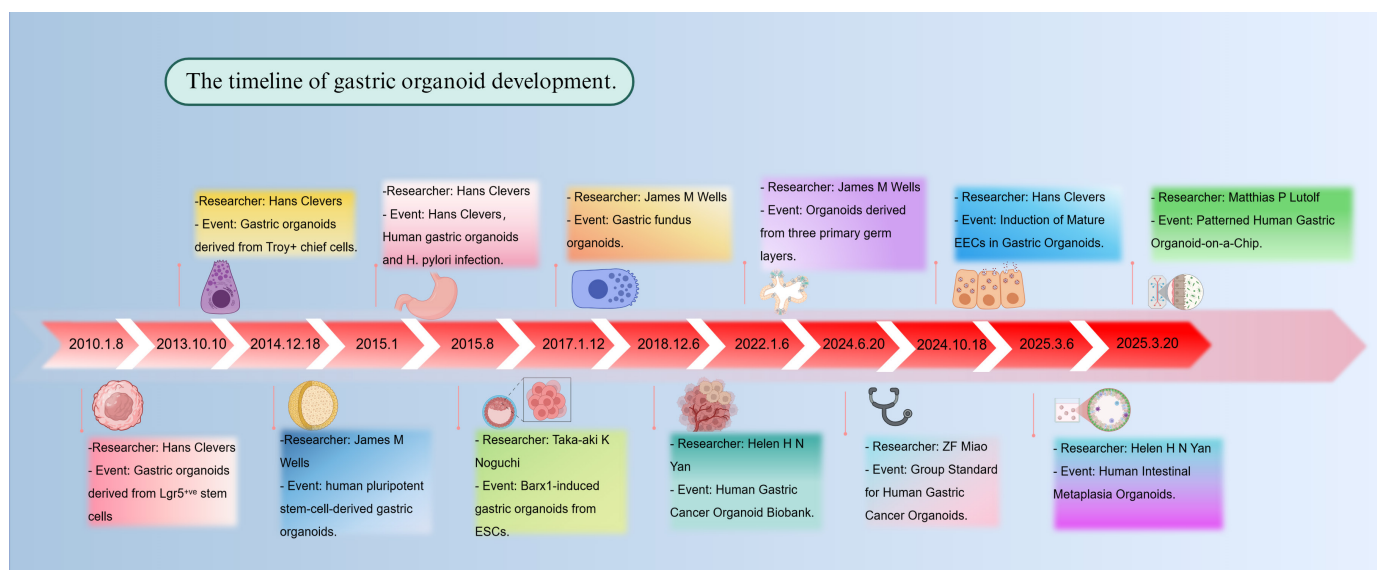 The timeline of gastric organoid development.
-Researcher: Hans Clevers
- Event: Gastric organoids
derived from Troy+ chief cells.
-Researcher: Hans Clevers
- Event: Hans Clevers,
Human gastric organoids
and H. pylori infection.
- Researcher: James M Wells
- Event: Gastric fundus
organoids.
- Researcher: James M Wells
- Event: Organoids derived
from three primary germ
layers.
- Researcher: Hans Clevers
- Event: Induction of Mature
EECs in Gastric Organoids.
- Researcher: Matthias P Lutolf
- Event: Patterned Human Gastric
Organoid-on-a-Chip.
2010.1.8
2013.10.10
2014.12.18
2015.1
2015.8
2017.1.12
2018.12.6
2022.1.6
2024.6.20
2024.10.18
2025.3.6
2025.3.20
-Researcher: Hans Clevers
- Event: Gastric organoids
derived from Lgr5+ve stem
cells
-Researcher: James M
Wells
- Event: human pluripotent
stem-cell-derived gastric
organoids.
- Researcher: Taka-aki K
Noguchi
- Event: Barx1-induced
gastric organoids from
ESCs.
- Researcher: Helen H N
Yan
- Event: Human Gastric
Cancer Organoid Biobank.
- Researcher: ZF Miao
- Event: Group Standard
for Human Gastric
Cancer Organoids.
- Researcher: Helen H N Yan
- Event: Human Intestinal
Metaplasia Organoids.